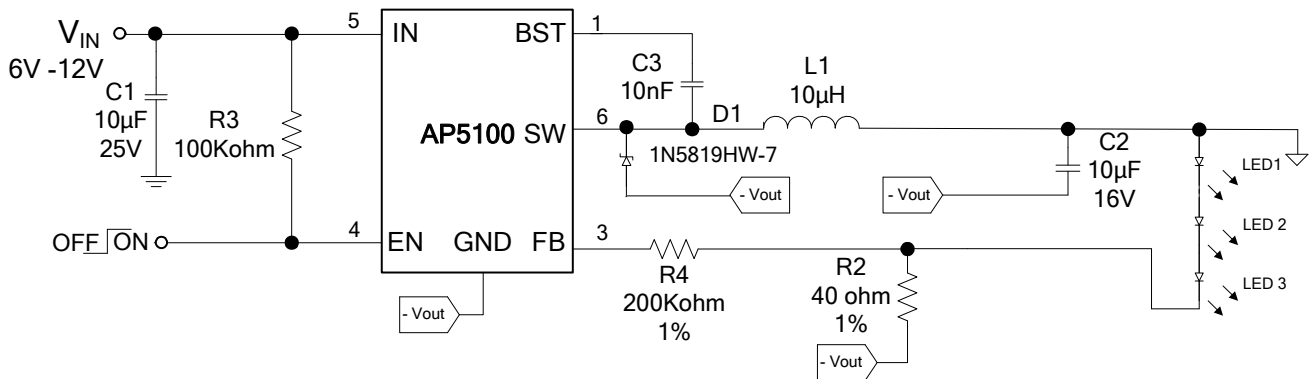 V_IN
6V -12V
C1
10µF
25V
R3
100Kohm
OFF ON
5
4
IN
BST
AP5100 SW
EN GND FB
1
6
3
C3
10nF
D1
1N5819HW-7
L1
10µH
- Vout
- Vout
C2
10µF
16V
LED1
LED 2
LED 3
R4
200Kohm
1%
R2
40 ohm
1%
- Vout
- Vout